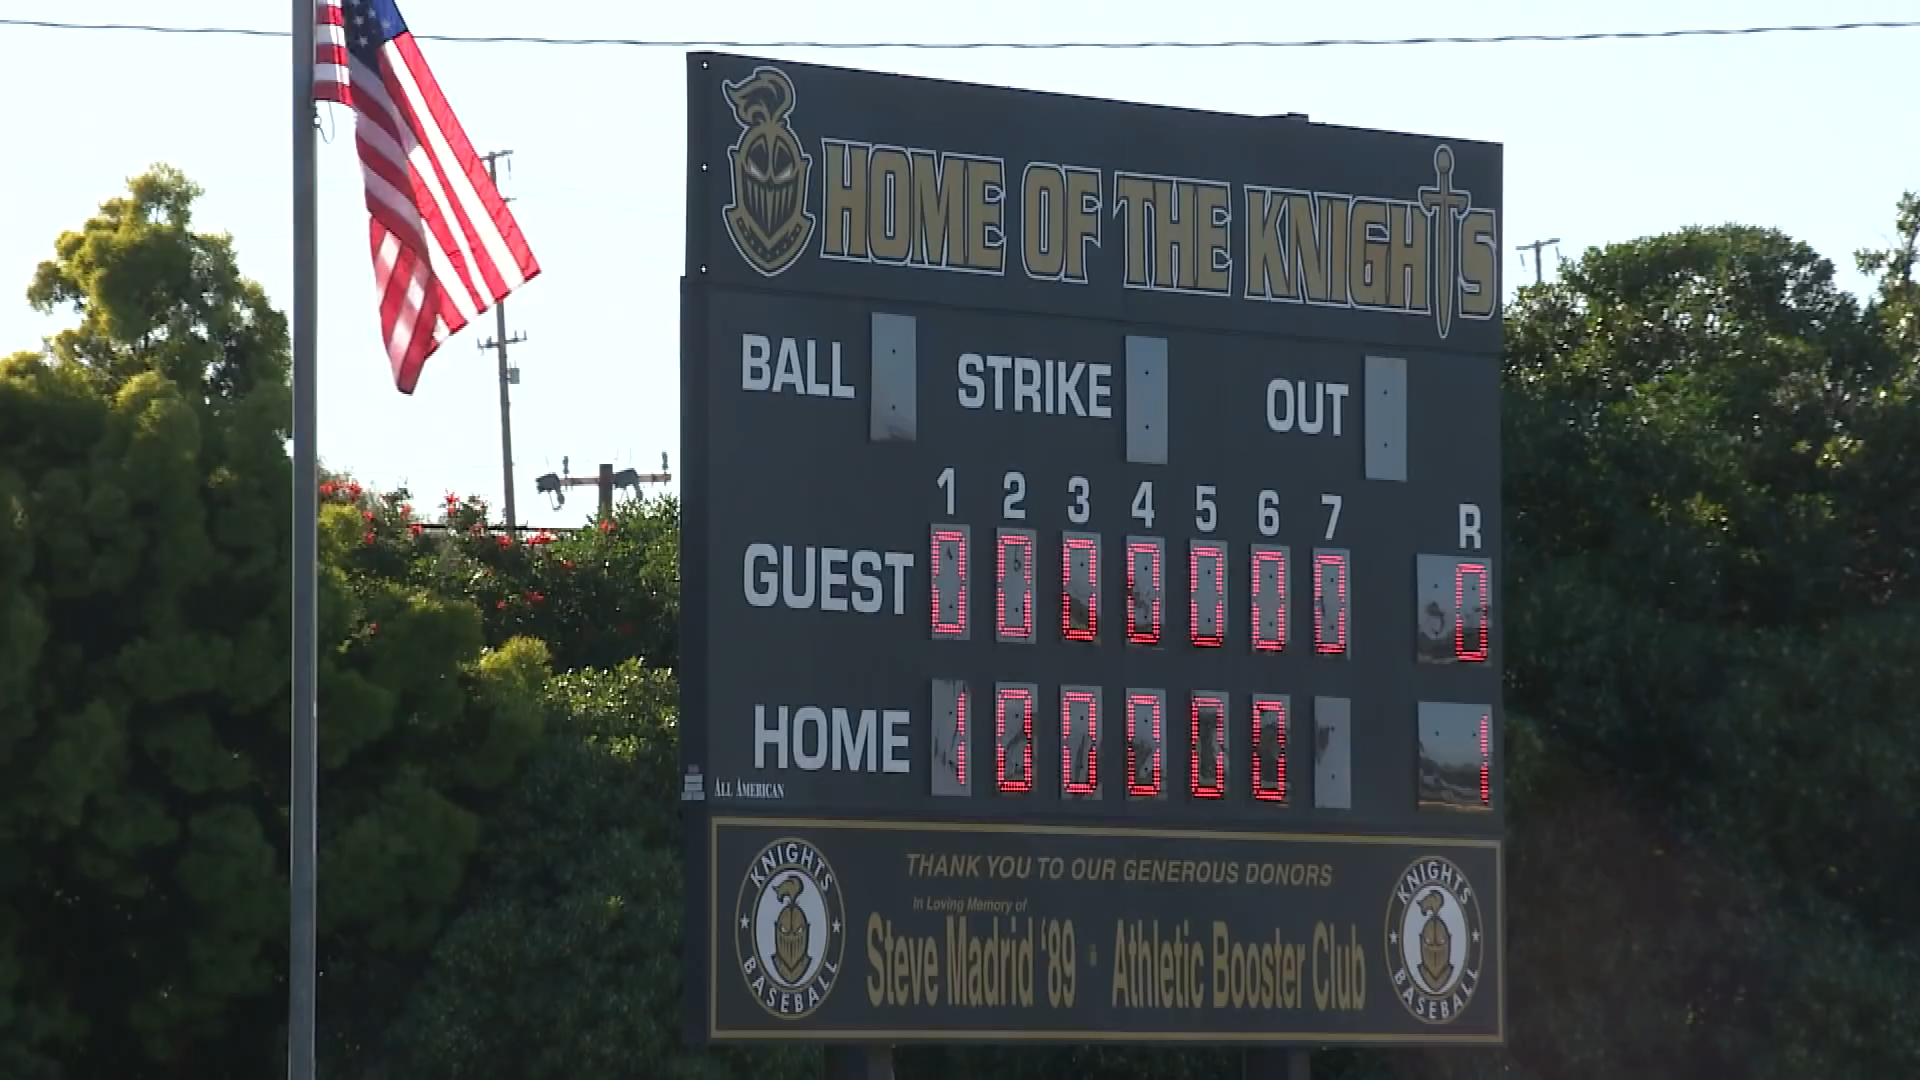 HOME OF THE KNIGHTS
BALL STRIKE OUT
1 2 3 4 5 6 7 R
GUEST 0 0 0 0 0 0 0 0
HOME 1 0 0 0 0 0 1
ALL AMERICAN
THANK YOU TO OUR GENEROUS DONORS
In Loving Memory of
Steve Madrid '89 · Athletic Booster Club
KNIGHTS BASEBALL
KNIGHTS BASEBALL